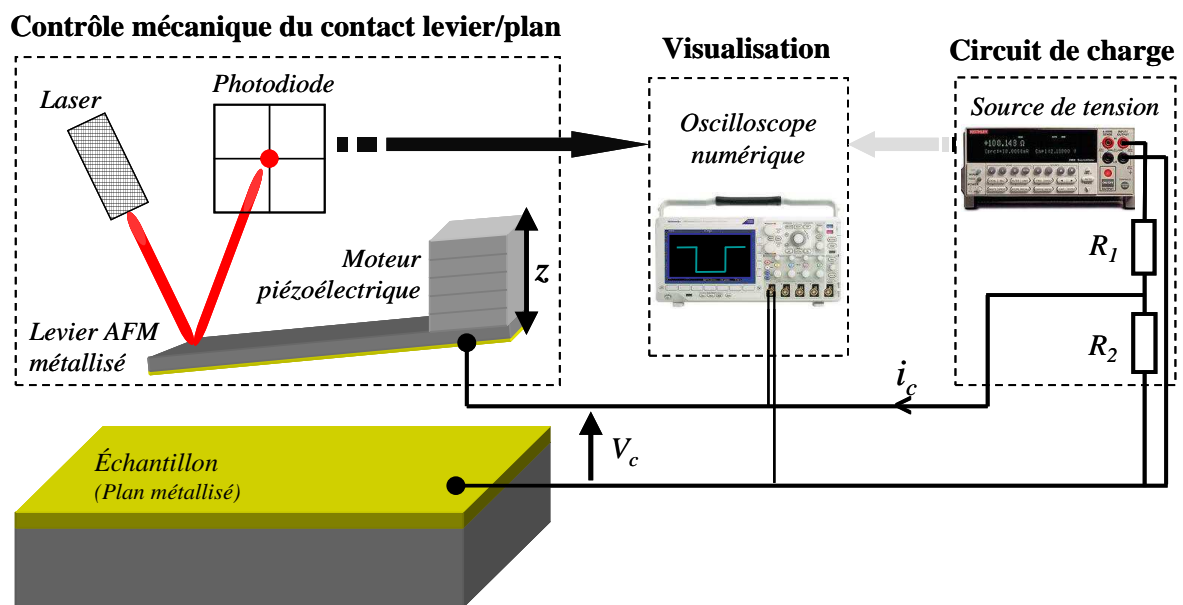 Contrôle mécanique du contact levier/plan
Visualisation
Circuit de charge
Laser
Photodiode
Source de tension
Oscilloscope
numérique
Moteur
piézoélectrique
z
Levier AFM
métallisé
R1
R2
ic
Vc
Échantillon
(Plan métallisé)